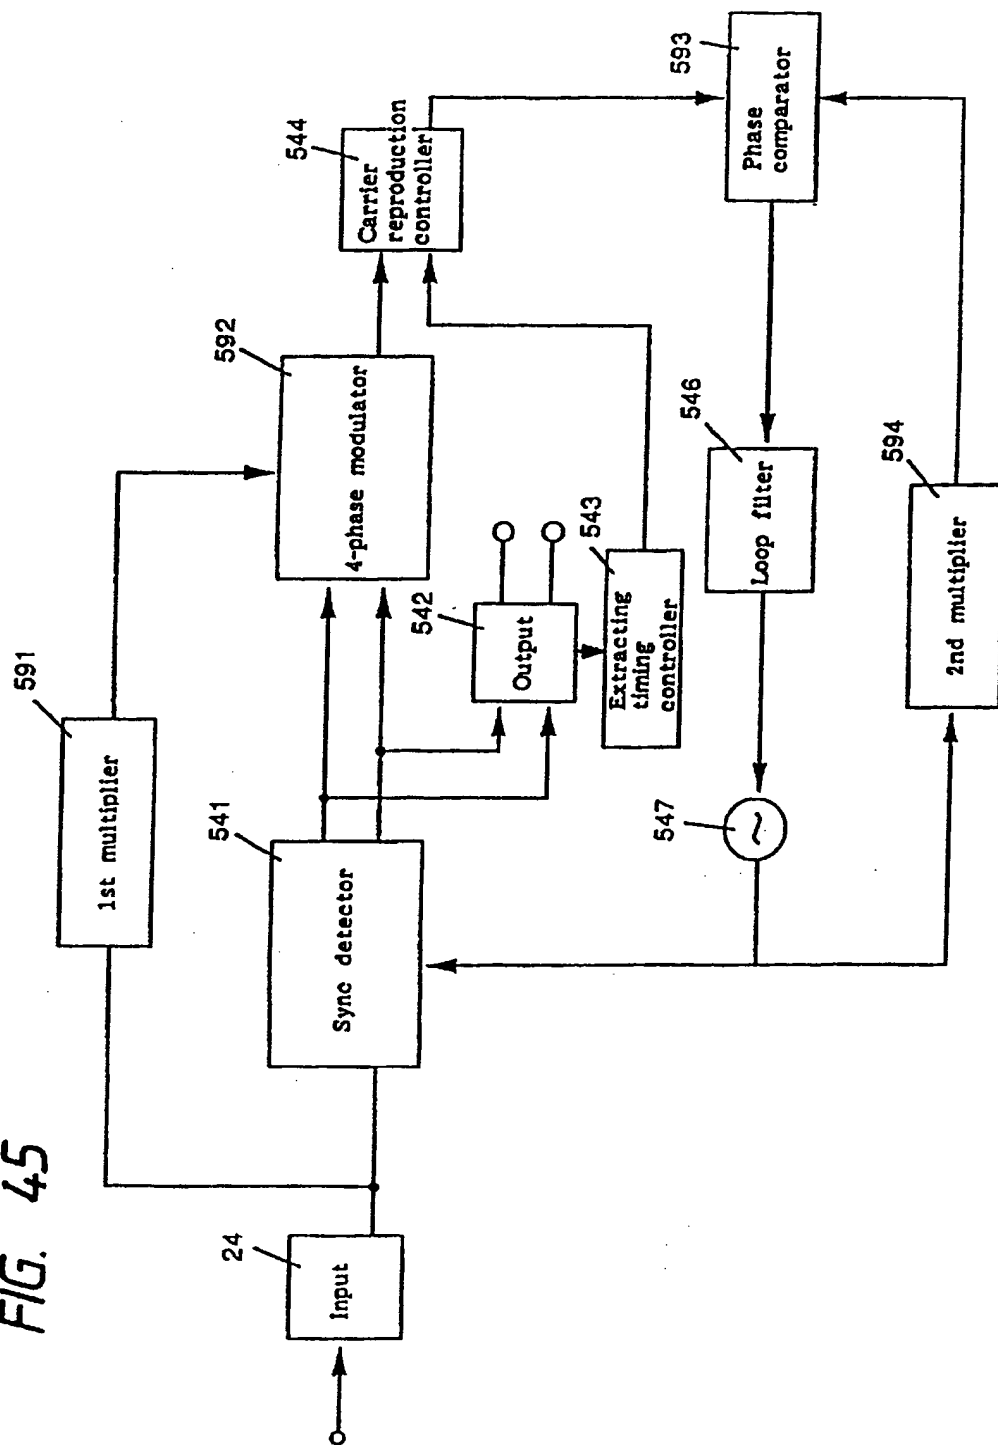 FIG. 45
591
1st multiplier
592
4-phase modulator
544
Carrier
reproduction
controller
593
Phase
comparator
24
Input
541
Sync detector
542
Output
543
Extracting
timing
controller
546
Loop filter
547
~
594
2nd multiplier